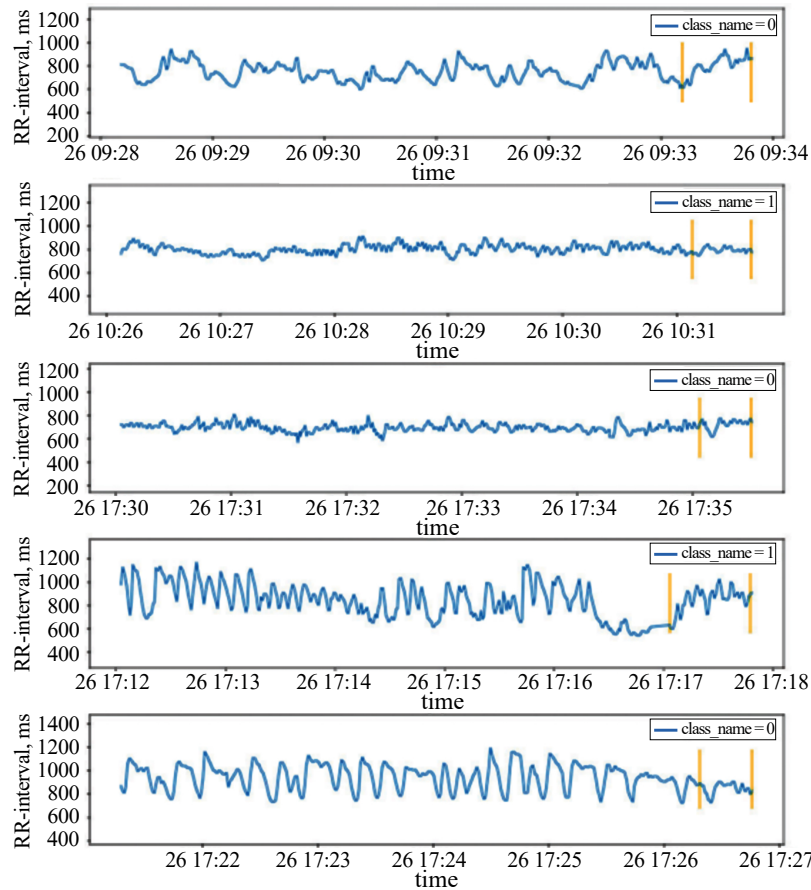 1200
1000
800
600
400
200
RR-interval, ms
class_name = 0
26 09:28 26 09:29 26 09:30 26 09:31 26 09:32 26 09:33 26 09:34
time
1200
1000
800
600
400
RR-interval, ms
class_name = 1
26 10:26 26 10:27 26 10:28 26 10:29 26 10:30 26 10:31
time
1200
1000
800
600
400
200
RR-interval, ms
class_name = 0
26 17:30 26 17:31 26 17:32 26 17:33 26 17:34 26 17:35
time
1200
1000
800
600
400
RR-interval, ms
class_name = 1
26 17:12 26 17:13 26 17:14 26 17:15 26 17:16 26 17:17 26 17:18
time
1400
1200
1000
800
600
400
RR-interval, ms
class_name = 0
26 17:22 26 17:23 26 17:24 26 17:25 26 17:26 26 17:27
time